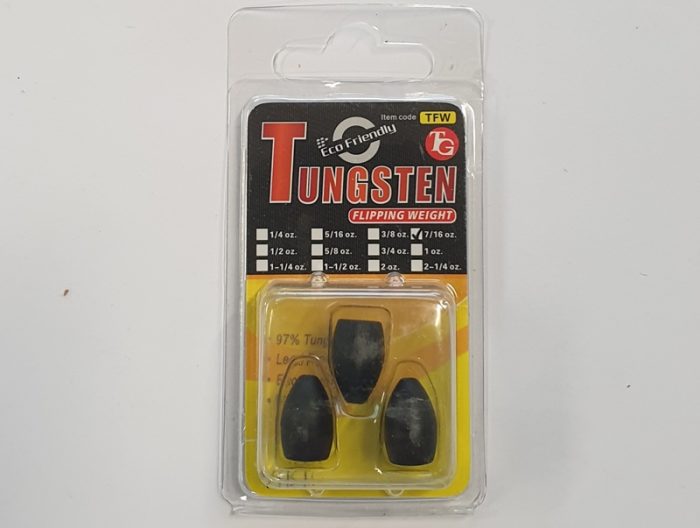 Item code TFW
Eco Friendly
TG
TUNGSTEN
FLIPPING WEIGHT
1/4 oz. 5/16 oz. 3/8 oz. 7/16 oz.
1/2 oz. 5/8 oz. 3/4 oz. 1 oz.
1-1/4 oz. 1-1/2 oz. 2 oz. 2-1/4 oz.
97%